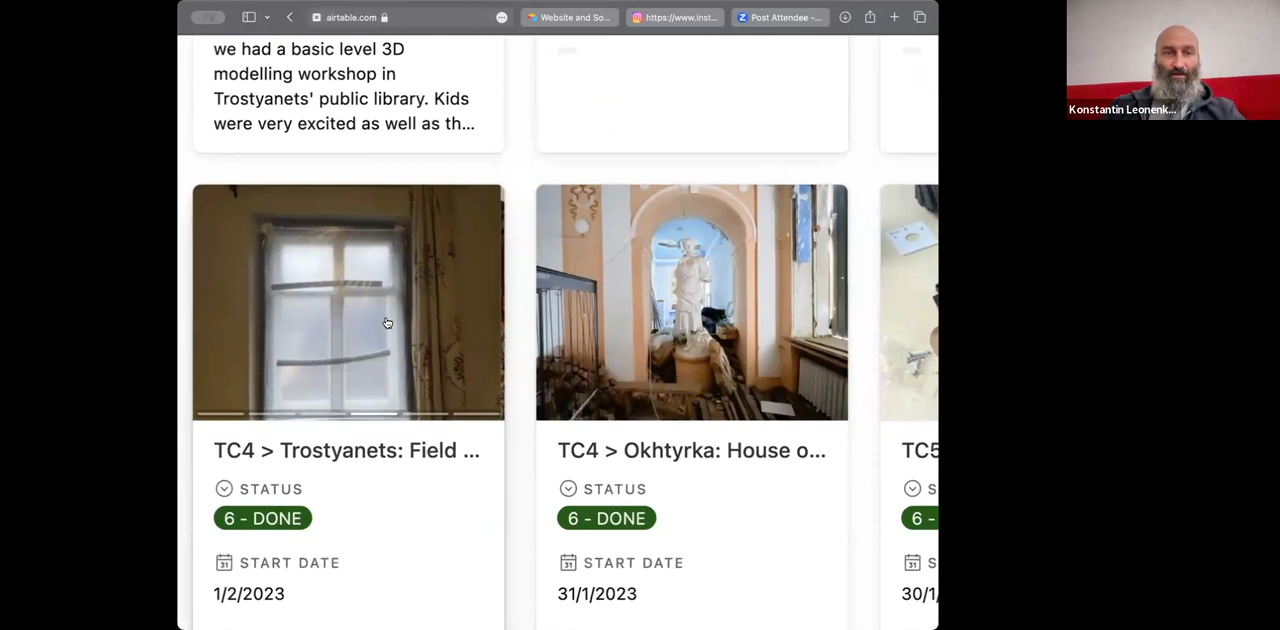 airtable.com
Website and So...
https://www.inst...
Post Attendee -...
we had a basic level 3D
modelling workshop in
Trostyanets' public library. Kids
were very excited as well as th...
Konstantin Leonenk...
TC4 > Trostyanets: Field ...
STATUS
6 - DONE
START DATE
1/2/2023
TC4 > Okhtyrka: House o...
STATUS
6 - DONE
START DATE
31/1/2023
TC5
S
6 -
S
30/1/